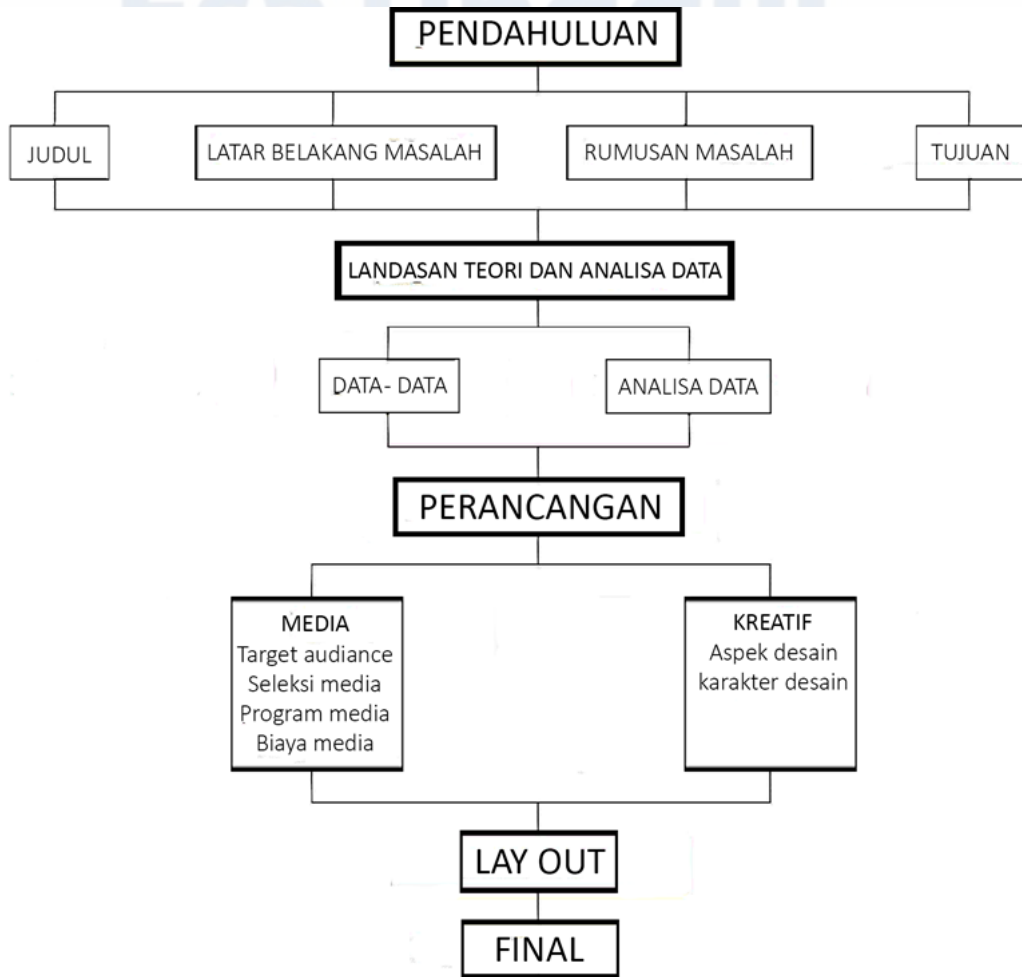 PENDAHULUAN
JUDUL
LATAR BELAKANG MASALAH
RUMUSAN MASALAH
TUJUAN
LANDASAN TEORI DAN ANALISA DATA
DATA- DATA
ANALISA DATA
PERANCANGAN
MEDIA
Target audiance
Seleksi media
Program media
Biaya media
KREATIF
Aspek desain
karakter desain
LAY OUT
FINAL